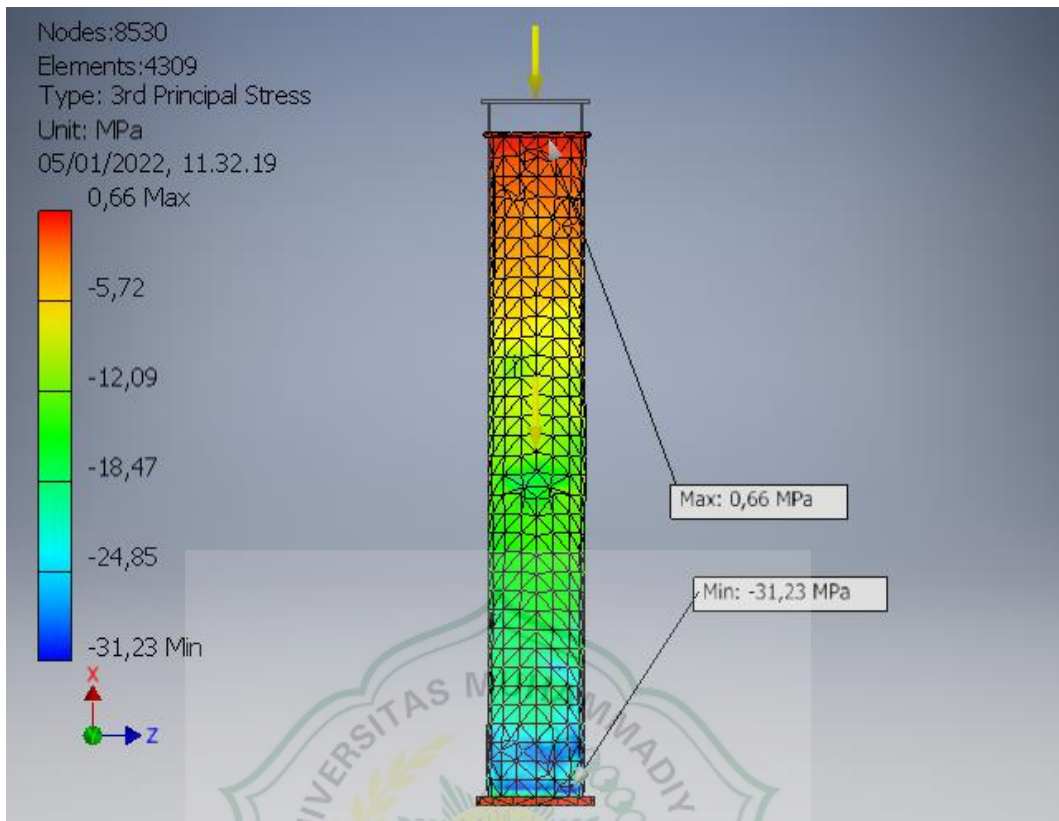 Nodes:8530
Elements:4309
Type: 3rd Principal Stress
Unit: MPa
05/01/2022, 11.32.19
0,66 Max
-5,72
-12,09
-18,47
-24,85
-31,23 Min
X
Z
Max: 0,66 MPa
Min: -31,23 MPa